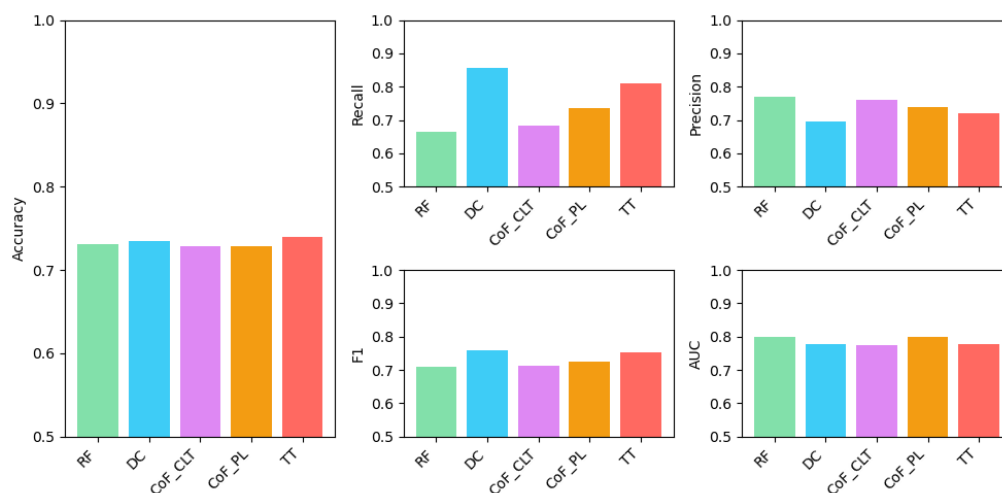 Accuracy
1.0
0.9
0.8
0.7
0.6
0.5
RF
DC
CoF_CLT
CoF_PL
TT
Recall
1.0
0.9
0.8
0.7
0.6
0.5
RF
DC
CoF_CLT
CoF_PL
TT
Precision
1.0
0.9
0.8
0.7
0.6
0.5
RF
DC
CoF_CLT
CoF_PL
TT
F1
1.0
0.9
0.8
0.7
0.6
0.5
RF
DC
CoF_CLT
CoF_PL
TT
AUC
1.0
0.9
0.8
0.7
0.6
0.5
RF
DC
CoF_CLT
CoF_PL
TT